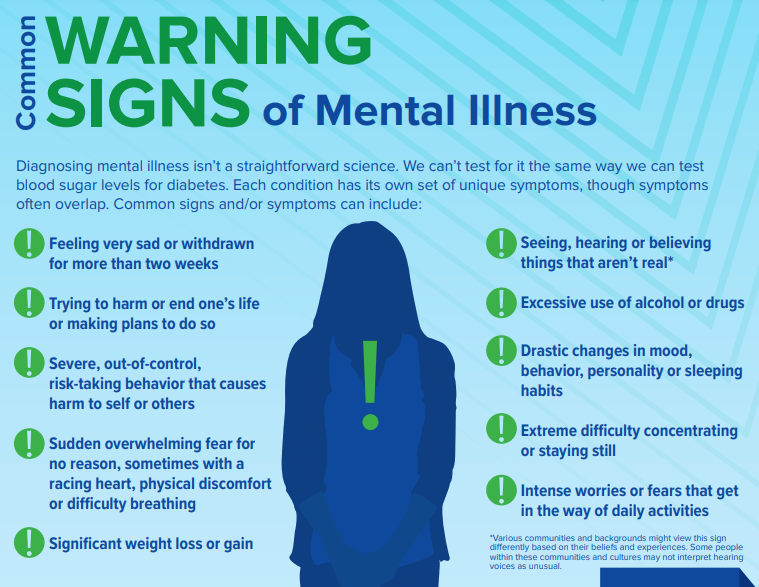 Common
WARNING
SIGNS of Mental Illness
Diagnosing mental illness isn’t a straightforward science. We can’t test for it the same way we can test
blood sugar levels for diabetes. Each condition has its own set of unique symptoms, though symptoms
often overlap. Common signs and/or symptoms can include:
! Feeling very sad or withdrawn
for more than two weeks
! Trying to harm or end one’s life
or making plans to do so
! Severe, out-of-control,
risk-taking behavior that causes
harm to self or others
! Sudden overwhelming fear for
no reason, sometimes with a
racing heart, physical discomfort
or difficulty breathing
! Significant weight loss or gain
!
! Seeing, hearing or believing
things that aren’t real*
! Excessive use of alcohol or drugs
! Drastic changes in mood,
behavior, personality or sleeping
habits
! Extreme difficulty concentrating
or staying still
! Intense worries or fears that get
in the way of daily activities
*Various communities and backgrounds might view this sign
differently based on their beliefs and experiences. Some people
within these communities and cultures may not interpret hearing
voices as unusual.